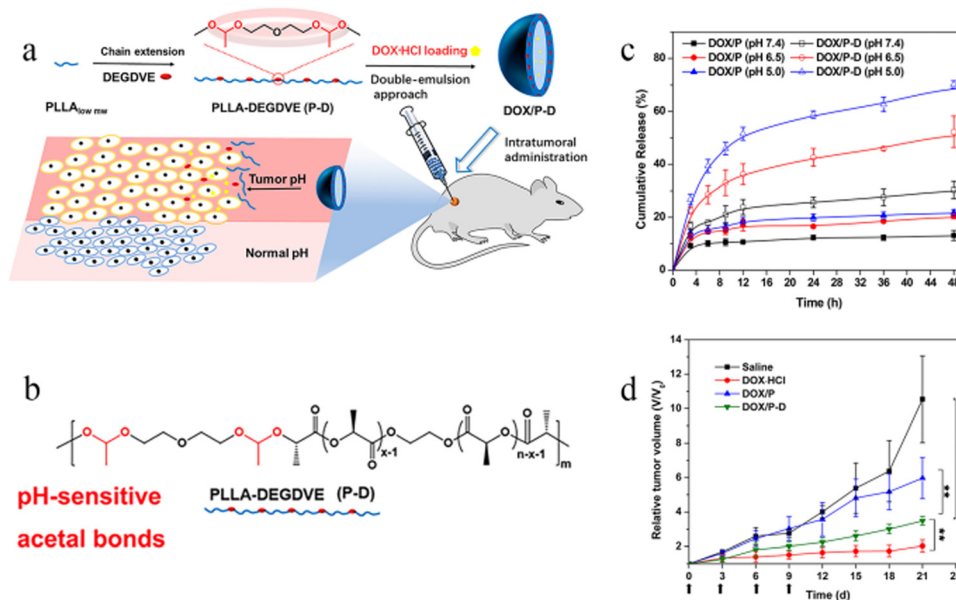 a
Chain extension
DEGDVE
PLLA low mw
PLLA-DEGDVE (P-D)
DOX·HCl loading
Double-emulsion
approach
DOX/P-D
Intratumoral
administration
Tumor pH
Normal pH
b
O O O O O O O O O O O O O
x-1
n-x-1
m
pH-sensitive
acetal bonds
PLLA-DEGDVE (P-D)
c
DOX/P (pH 7.4)
DOX/P (pH 6.5)
DOX/P (pH 5.0)
DOX/P-D (pH 7.4)
DOX/P-D (pH 6.5)
DOX/P-D (pH 5.0)
Cumulative Release (%)
80
60
40
20
0
0 4 8 12 16 20 24 28 32 36 40 44 48
Time (h)
d
Saline
DOX·HCl
DOX/P
DOX/P-D
Relative tumor volume (V/V0)
14
12
10
8
6
4
2
**
**
0 3 6 9 12 15 18 21 24
Time (d)